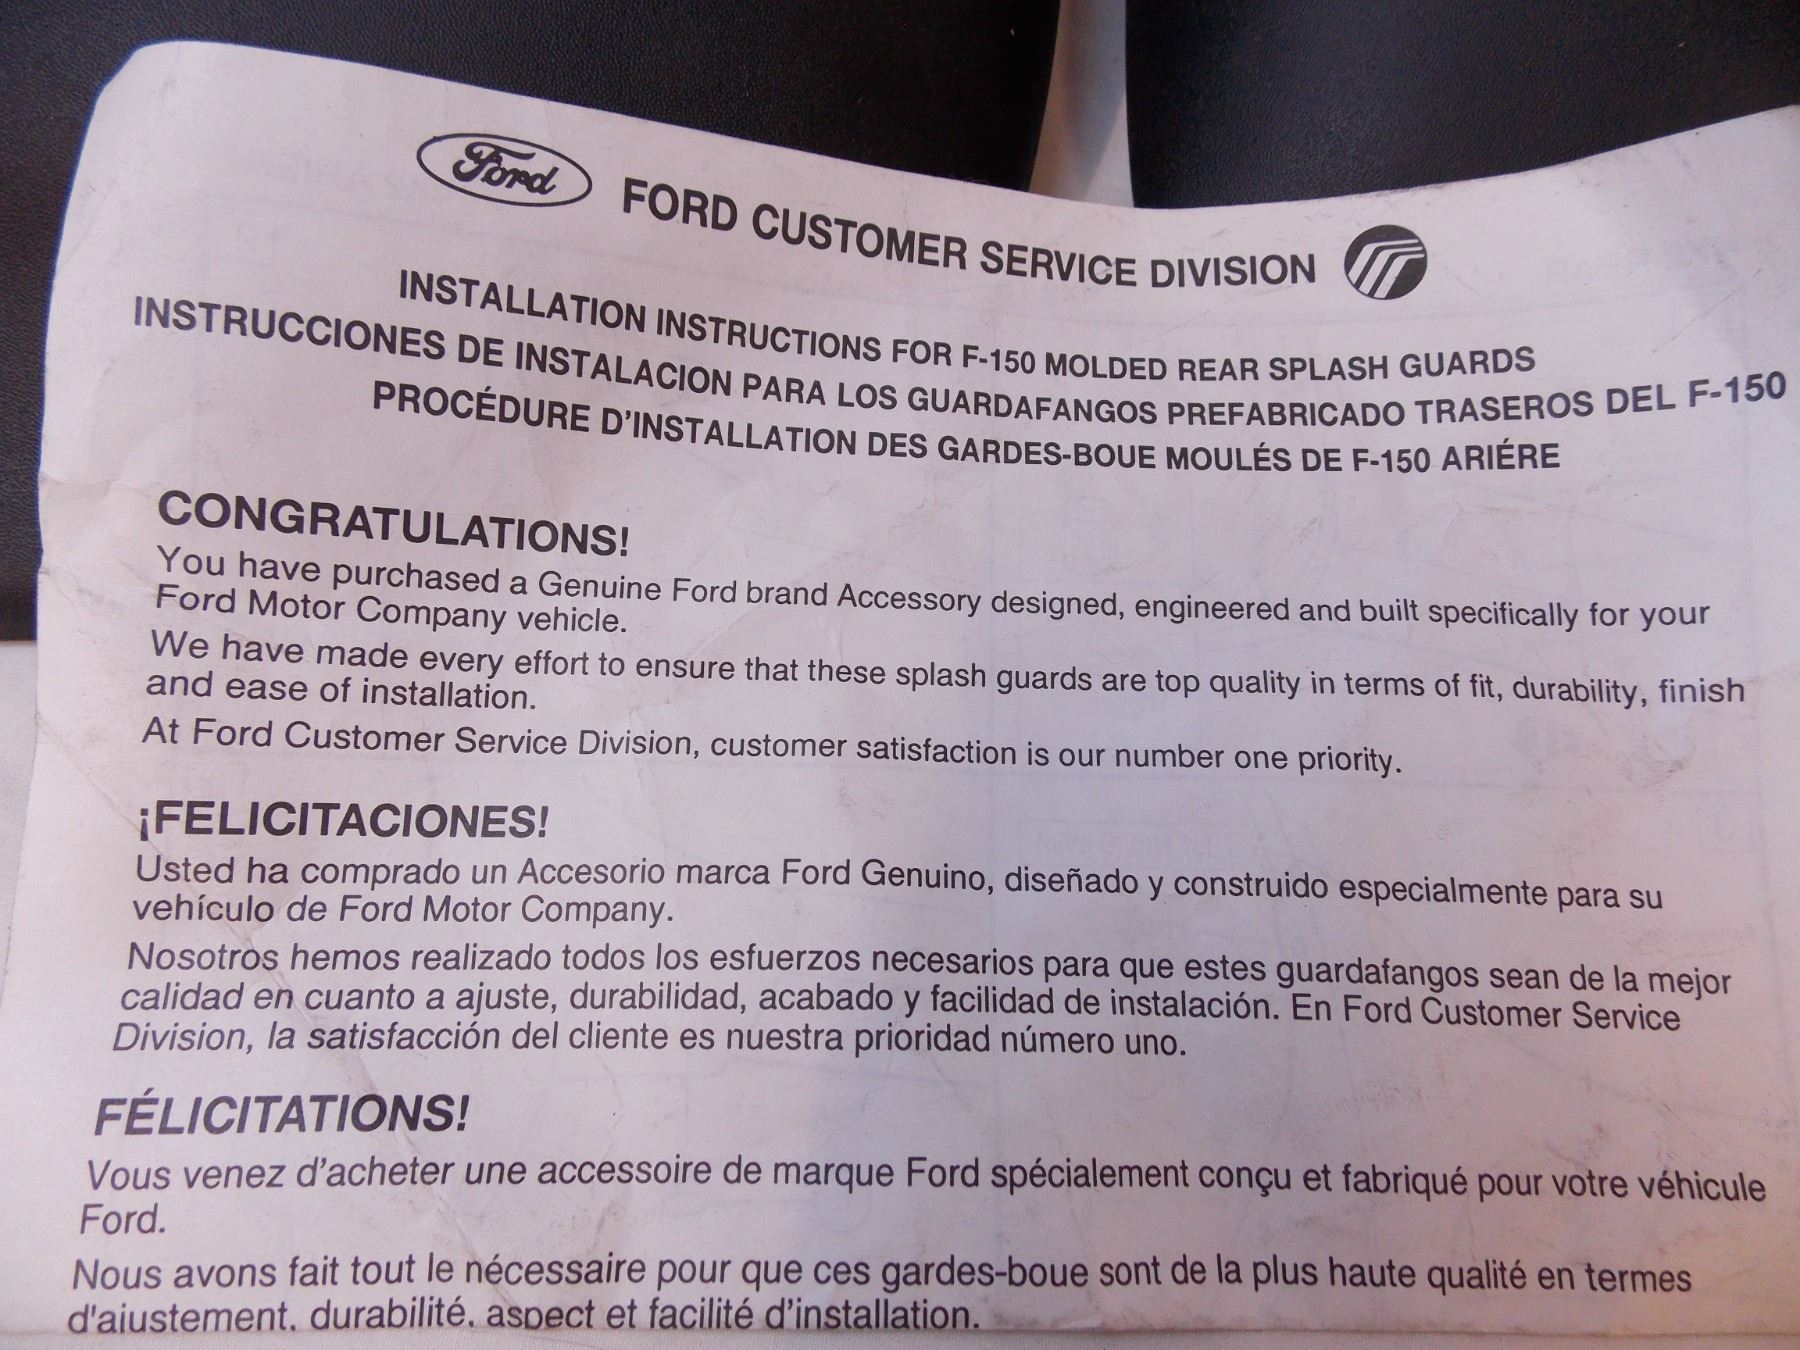 Ford FORD CUSTOMER SERVICE DIVISION
INSTALLATION INSTRUCTIONS FOR F-150 MOLDED REAR SPLASH GUARDS
INSTRUCCIONES DE INSTALACION PARA LOS GUARDAFANGOS PREFABRICADO TRASEROS DEL F-150
PROCÉDURE D'INSTALLATION DES GARDES-BOUE MOULÉS DE F-150 ARIÉRE
CONGRATULATIONS!
You have purchased a Genuine Ford brand Accessory designed, engineered and built specifically for your
Ford Motor Company vehicle.
We have made every effort to ensure that these splash guards are top quality in terms of fit, durability, finish
and ease of installation.
At Ford Customer Service Division, customer satisfaction is our number one priority.
¡FELICITACIONES!
Usted ha comprado un Accesorio marca Ford Genuino, diseñado y construido especialmente para su
vehículo de Ford Motor Company.
Nosotros hemos realizado todos los esfuerzos necesarios para que estes guardafangos sean de la mejor
calidad en cuanto a ajuste, durabilidad, acabado y facilidad de instalación. En Ford Customer Service
Division, la satisfacción del cliente es nuestra prioridad número uno.
FÉLICITATIONS!
Vous venez d'acheter une accessoire de marque Ford spécialement conçu et fabriqué pour votre véhicule
Ford.
Nous avons fait tout le nécessaire pour que ces gardes-boue sont de la plus haute qualité en termes
d'ajustement, durabilité, aspect et facilité d'installation.